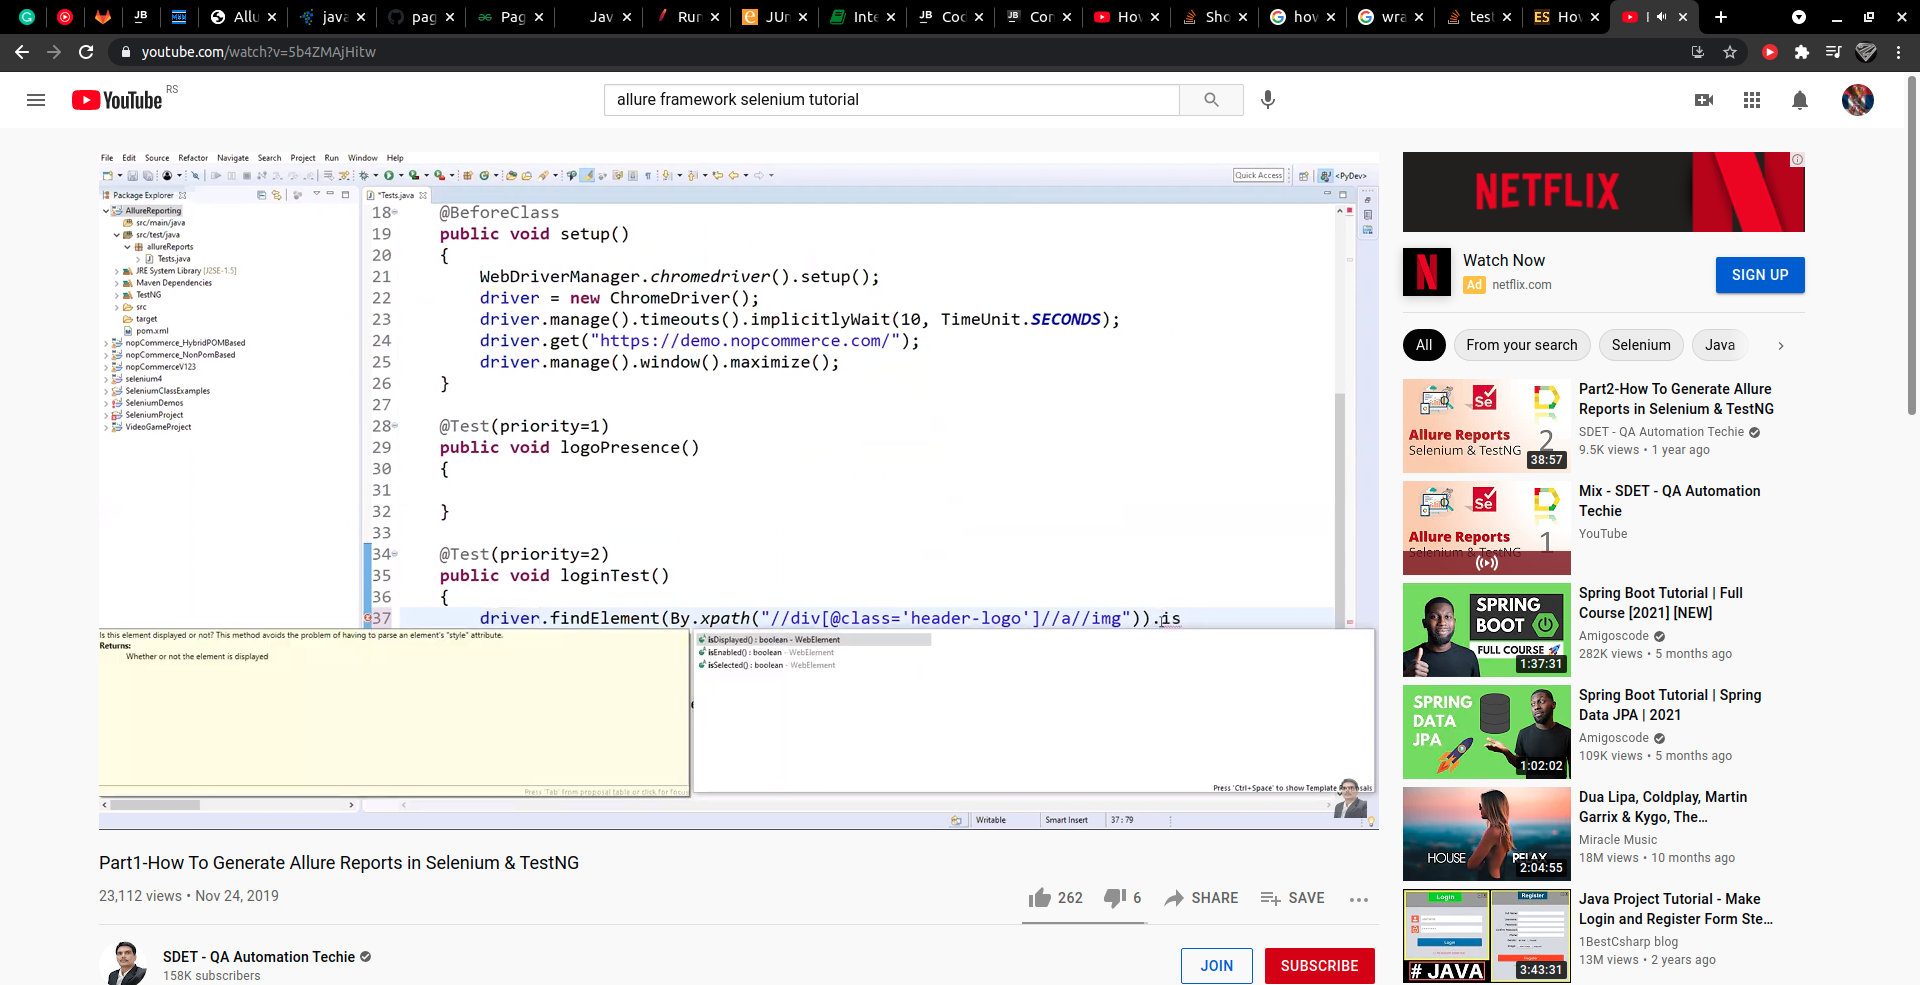 JB
Allu
java
pag
Pag
Jav
Run
JUn
Inte
JB Cod
JB Con
Hov
Sho
how
wra
test
ES Hov
youtube.com/watch?v=5b4ZMAjHitw
YouTube RS
allure framework selenium tutorial
File Edit Source Refactor Navigate Search Project Run Window Help
Quick Access
<PyDev>
Package Explorer
*Tests.java
AllureReporting
src/main/java
src/test/java
allureReports
Tests.java
JRE System Library [J2SE-1.5]
Maven Dependencies
TestNG
src
target
pom.xml
nopCommerce_HybridPOMBased
nopCommerce_NonPomBased
nopCommerceV123
selenium4
SeleniumClassExamples
SeleniumDemos
SeleniumProject
VideoGameProject
18 @BeforeClass
19 public void setup()
20 {
21 WebDriverManager.chromedriver().setup();
22 driver = new ChromeDriver();
23 driver.manage().timeouts().implicitlyWait(10, TimeUnit.SECONDS);
24 driver.get("https://demo.nopcommerce.com/");
25 driver.manage().window().maximize();
26 }
27
28 @Test(priority=1)
29 public void logoPresence()
30 {
31
32 }
33
34 @Test(priority=2)
35 public void loginTest()
36 {
37 driver.findElement(By.xpath("//div[@class='header-logo']//a//img")).is
Is this element displayed or not? This method avoids the problem of having to parse an element's "style" attribute.
Returns:
Whether or not the element is displayed
Press 'Tab' from proposal table or click for focus
isDisplayed() : boolean - WebElement
isEnabled() : boolean - WebElement
isSelected() : boolean - WebElement
Press 'Ctrl+Space' to show Template Proposals
Writable
Smart Insert
37 : 79
Part1-How To Generate Allure Reports in Selenium & TestNG
23,112 views • Nov 24, 2019
262
6
SHARE
SAVE
SDET - QA Automation Techie
158K subscribers
JOIN
SUBSCRIBE
NETFLIX
Watch Now
Ad netflix.com
SIGN UP
All
From your search
Selenium
Java
Allure Reports
Selenium & TestNG
2
38:57
Part2-How To Generate Allure
Reports in Selenium & TestNG
SDET - QA Automation Techie
9.5K views • 1 year ago
Allure Reports
Selenium & TestNG
1
Mix - SDET - QA Automation
Techie
YouTube
SPRING
BOOT
FULL COURSE
1:37:31
Spring Boot Tutorial | Full
Course [2021] [NEW]
Amigoscode
282K views • 5 months ago
SPRING
DATA
JPA
1:02:02
Spring Boot Tutorial | Spring
Data JPA | 2021
Amigoscode
109K views • 5 months ago
HOUSE RELAX
2:04:55
Dua Lipa, Coldplay, Martin
Garrix & Kygo, The...
Miracle Music
18M views • 10 months ago
Login
Register
# JAVA
3:43:31
Java Project Tutorial - Make
Login and Register Form Ste...
1BestCsharp blog
13M views • 2 years ago